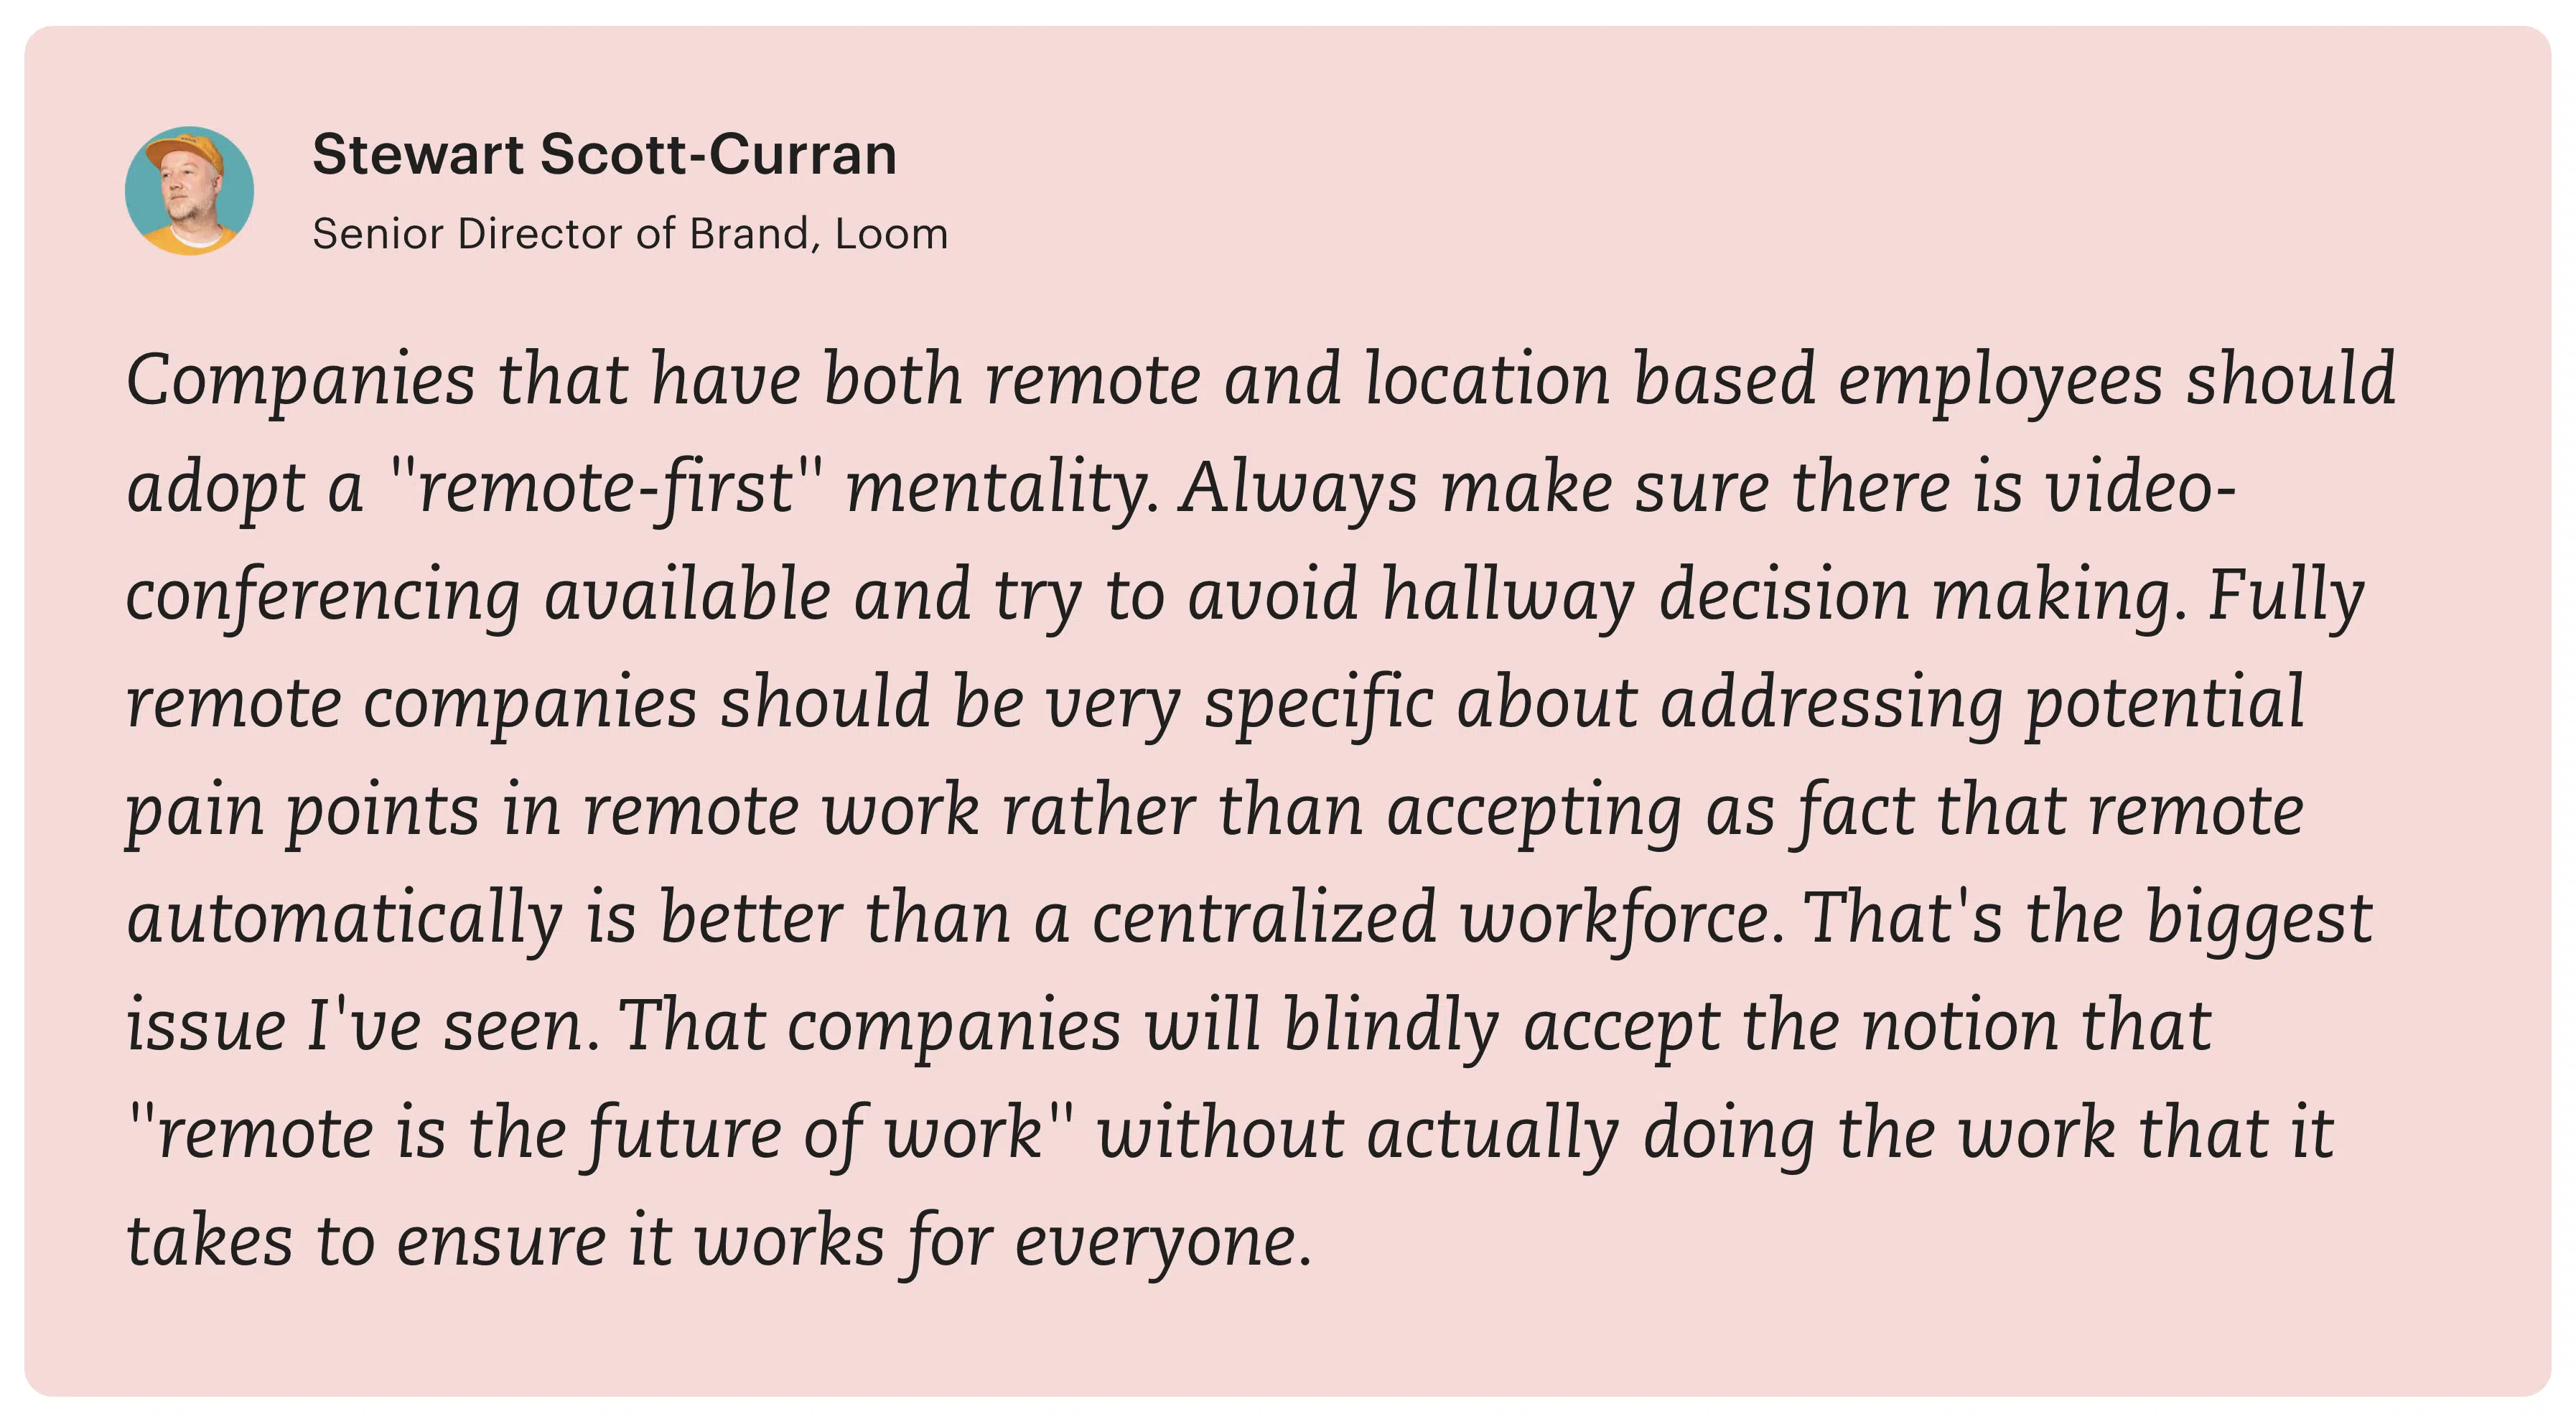 Stewart Scott-Curran
Senior Director of Brand, Loom
Companies that have both remote and location based employees should
adopt a "remote-first" mentality. Always make sure there is video-
conferencing available and try to avoid hallway decision making. Fully
remote companies should be very specific about addressing potential
pain points in remote work rather than accepting as fact that remote
automatically is better than a centralized workforce. That's the biggest
issue I've seen. That companies will blindly accept the notion that
"remote is the future of work" without actually doing the work that it
takes to ensure it works for everyone.